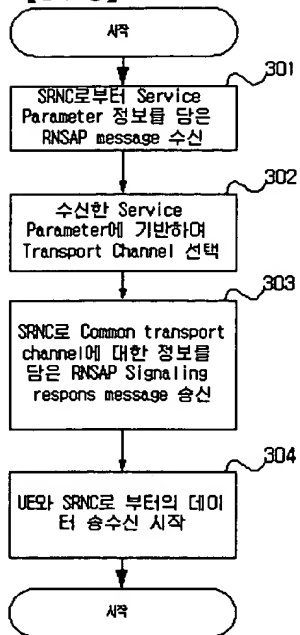 시작
301
SRNC로부터 Service
Parameter 정보를 담은
RNSAP message 수신
302
수신한 Service
Parameter에 기반하여
Transport Channel 선택
303
SRNC로 Common transport
channel에 대한 정보를
담은 RNSAP Signaling
respons message 송신
304
UE와 SRNC로 부터의 데이
터 송수신 시작
시작